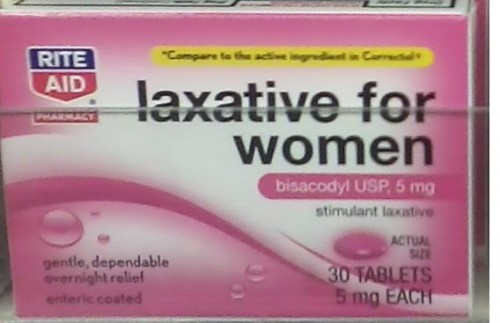 RITE
AID
®
PHARMACY
*Compare to the active ingredient in Correctol®
laxative for
women
bisacodyl USP, 5 mg
stimulant laxative
ACTUAL
SIZE
gentle, dependable
overnight relief
enteric coated
30 TABLETS
5 mg EACH